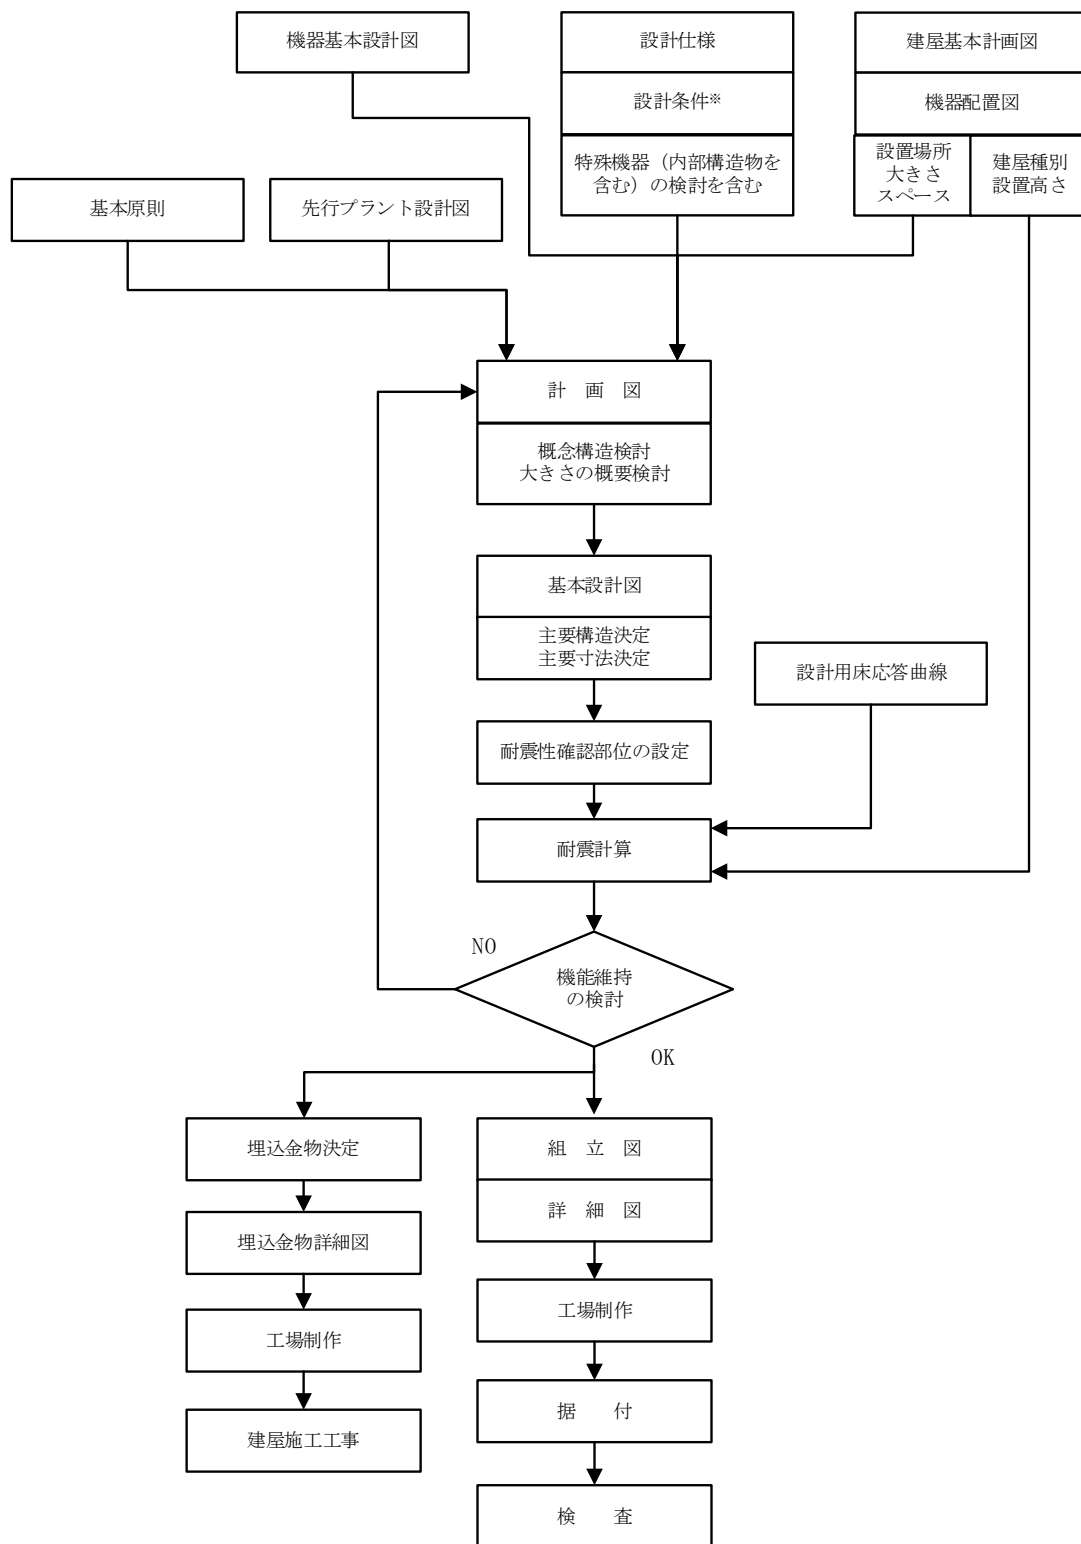 機器基本設計図
設計仕様
建屋基本計画図
設計条件※
機器配置図
特殊機器（内部構造物を
含む）の検討を含む
設置場所
大きさ
スペース
建屋種別
設置高さ
基本原則
先行プラント設計図
計　画　図
概念構造検討
大きさの概要検討
基本設計図
主要構造決定
主要寸法決定
設計用床応答曲線
耐震性確認部位の設定
耐震計算
NO
機能維持
の検討
OK
埋込金物決定
組　立　図
詳　細　図
埋込金物詳細図
工場制作
工場制作
据　　付
建屋施工工事
検　　査